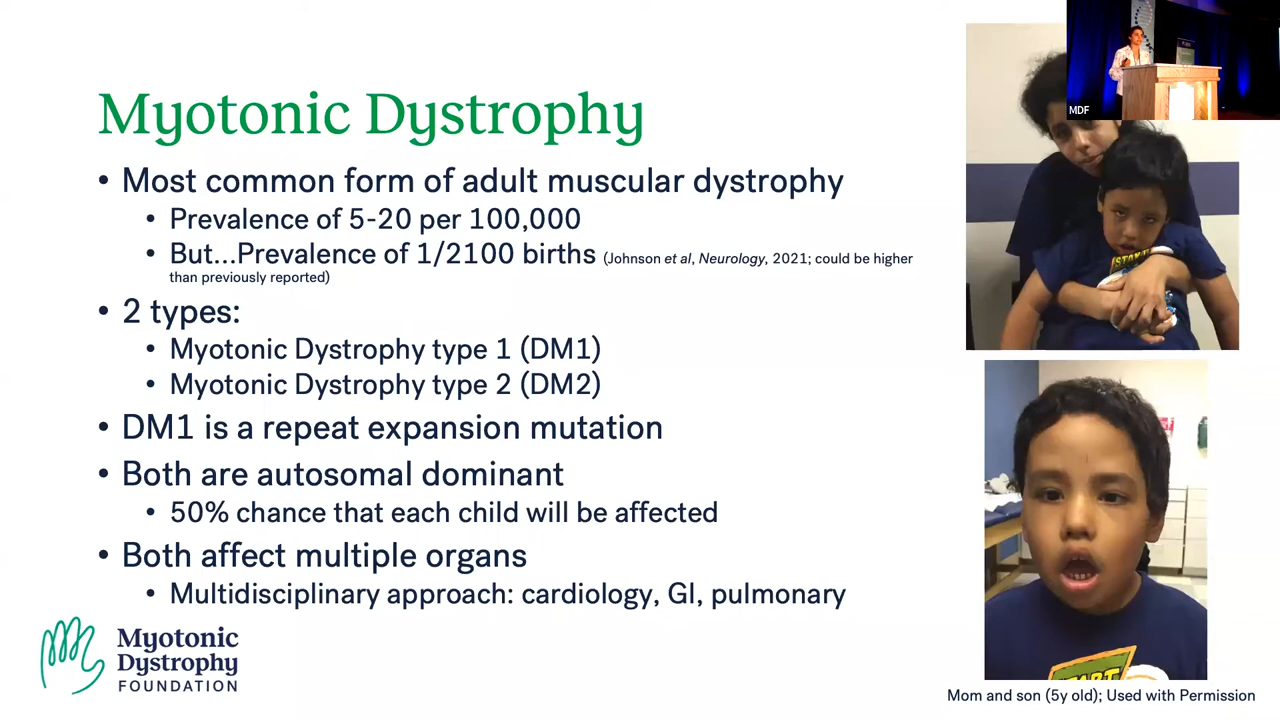 MDF
Myotonic Dystrophy
• Most common form of adult muscular dystrophy
• Prevalence of 5-20 per 100,000
• But...Prevalence of 1/2100 births (Johnson et al, Neurology, 2021; could be higher
than previously reported)
• 2 types:
• Myotonic Dystrophy type 1 (DM1)
• Myotonic Dystrophy type 2 (DM2)
• DM1 is a repeat expansion mutation
• Both are autosomal dominant
• 50% chance that each child will be affected
• Both affect multiple organs
• Multidisciplinary approach: cardiology, GI, pulmonary
Myotonic
Dystrophy
FOUNDATION
Mom and son (5y old); Used with Permission